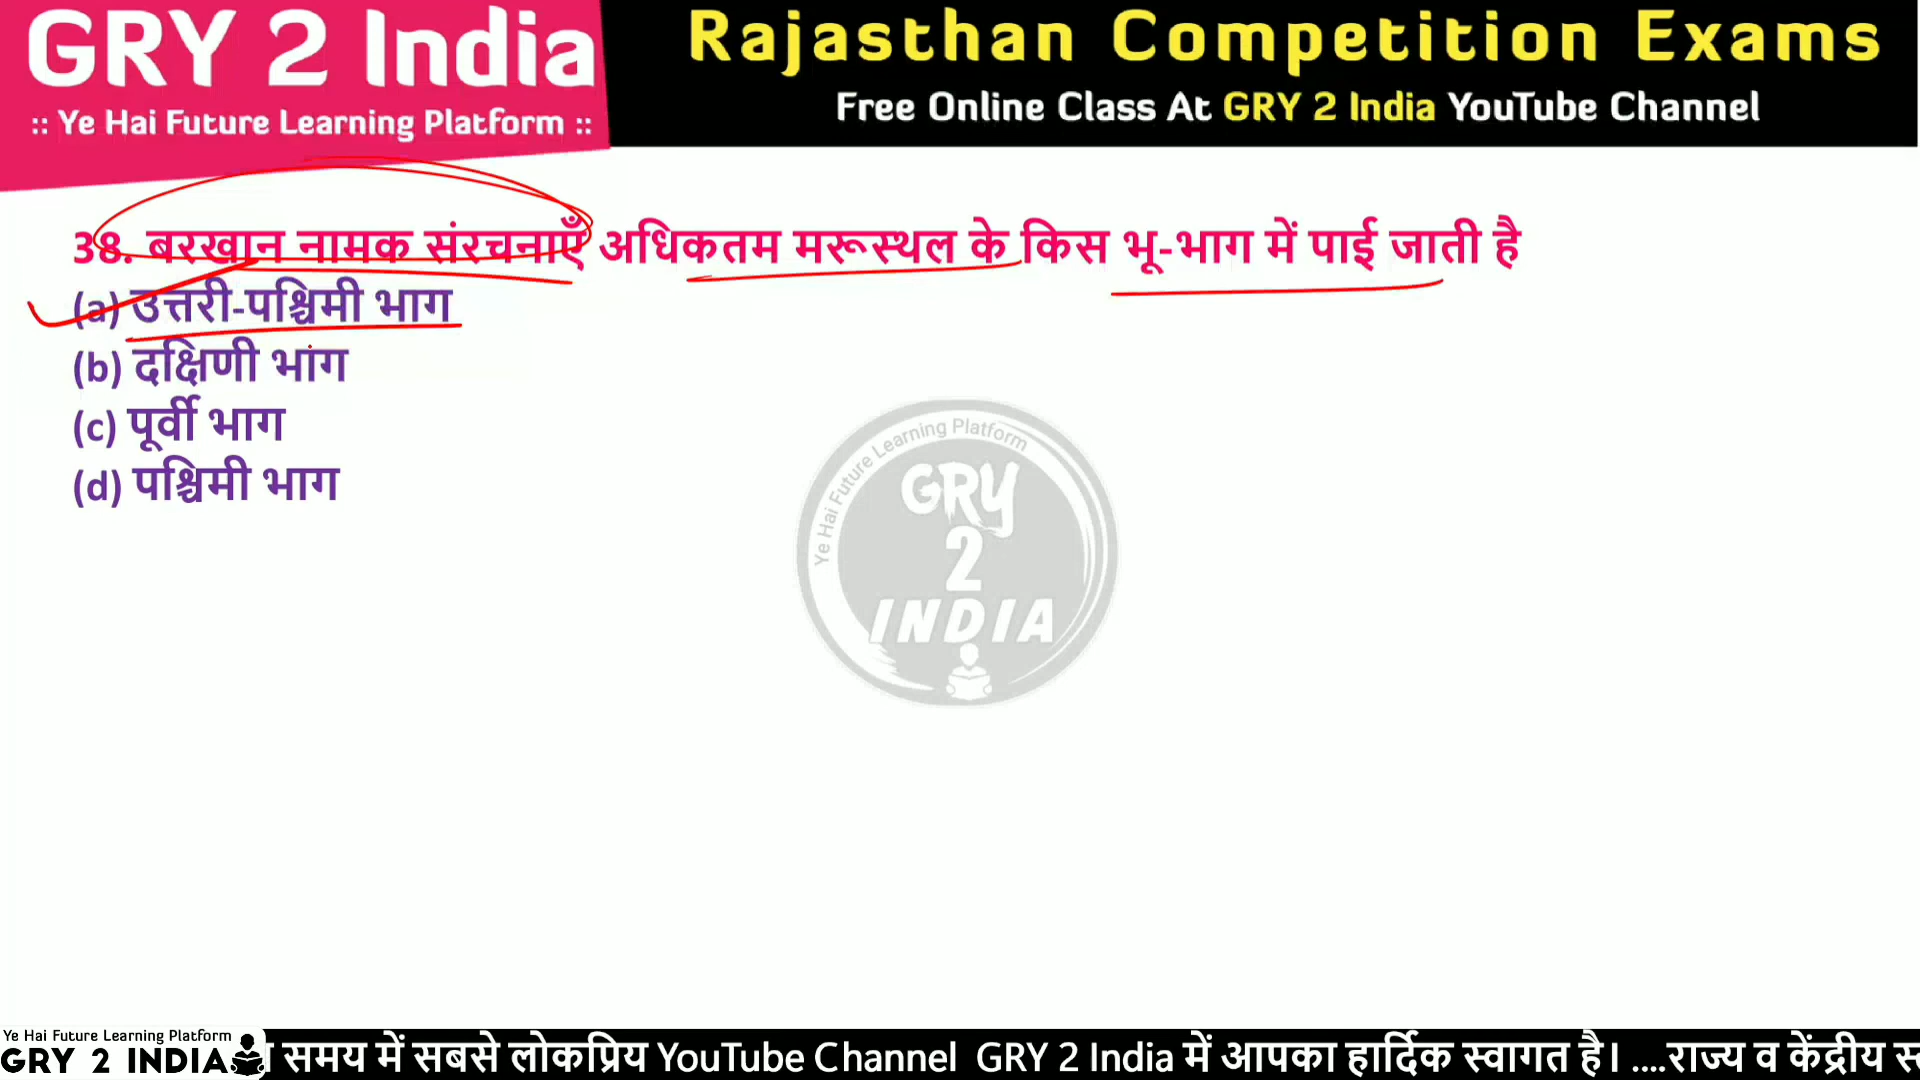 GRY 2 India
:: Ye Hai Future Learning Platform ::
Rajasthan Competition Exams
Free Online Class At GRY 2 India YouTube Channel
38. बरखान नामक संरचनाएँ अधिकतम मरूस्थल के किस भू-भाग में पाई जाती है
(a) उत्तरी-पश्चिमी भाग
(b) दक्षिणी भाग
(c) पूर्वी भाग
(d) पश्चिमी भाग
Ye Hai Future Learning Platform
GRY
2
INDIA
Ye Hai Future Learning Platform
GRY 2 INDIA
समय में सबसे लोकप्रिय YouTube Channel GRY 2 India में आपका हार्दिक स्वागत है। ....राज्य व केंद्रीय